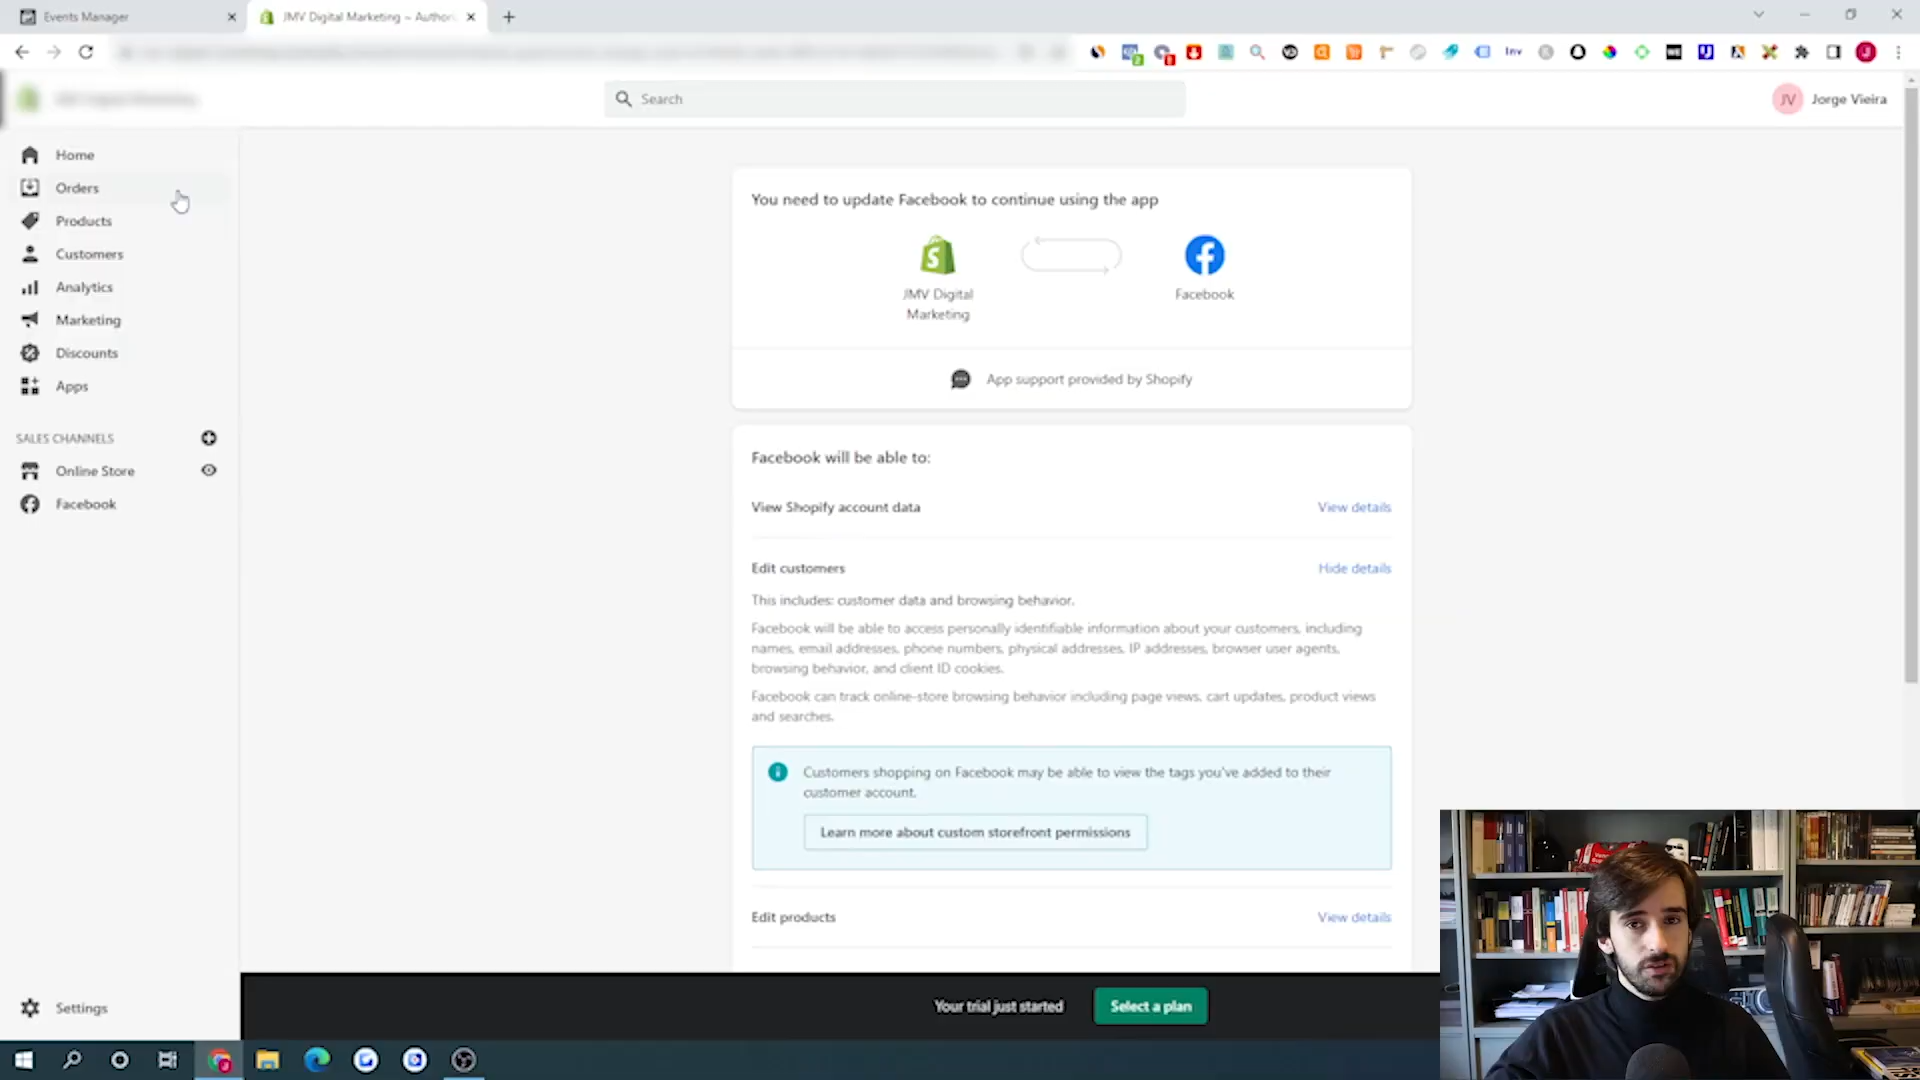 Events Manager
JMV Digital Marketing ~ Authori
Search
JV
Jorge Vieira
Home
Orders
Products
Customers
Analytics
Marketing
Discounts
Apps
SALES CHANNELS
Online Store
Facebook
Settings
You need to update Facebook to continue using the app
JMV Digital
Marketing
Facebook
App support provided by Shopify
Facebook will be able to:
View Shopify account data
View details
Edit customers
Hide details
This includes: customer data and browsing behavior.
Facebook will be able to access personally identifiable information about your customers, including
names, email addresses, phone numbers, physical addresses, IP addresses, browser user agents,
browsing behavior, and client ID cookies.
Facebook can track online-store browsing behavior including page views, cart updates, product views
and searches.
Customers shopping on Facebook may be able to view the tags you've added to their
customer account.
Learn more about custom storefront permissions
Edit products
View details
Your trial just started
Select a plan